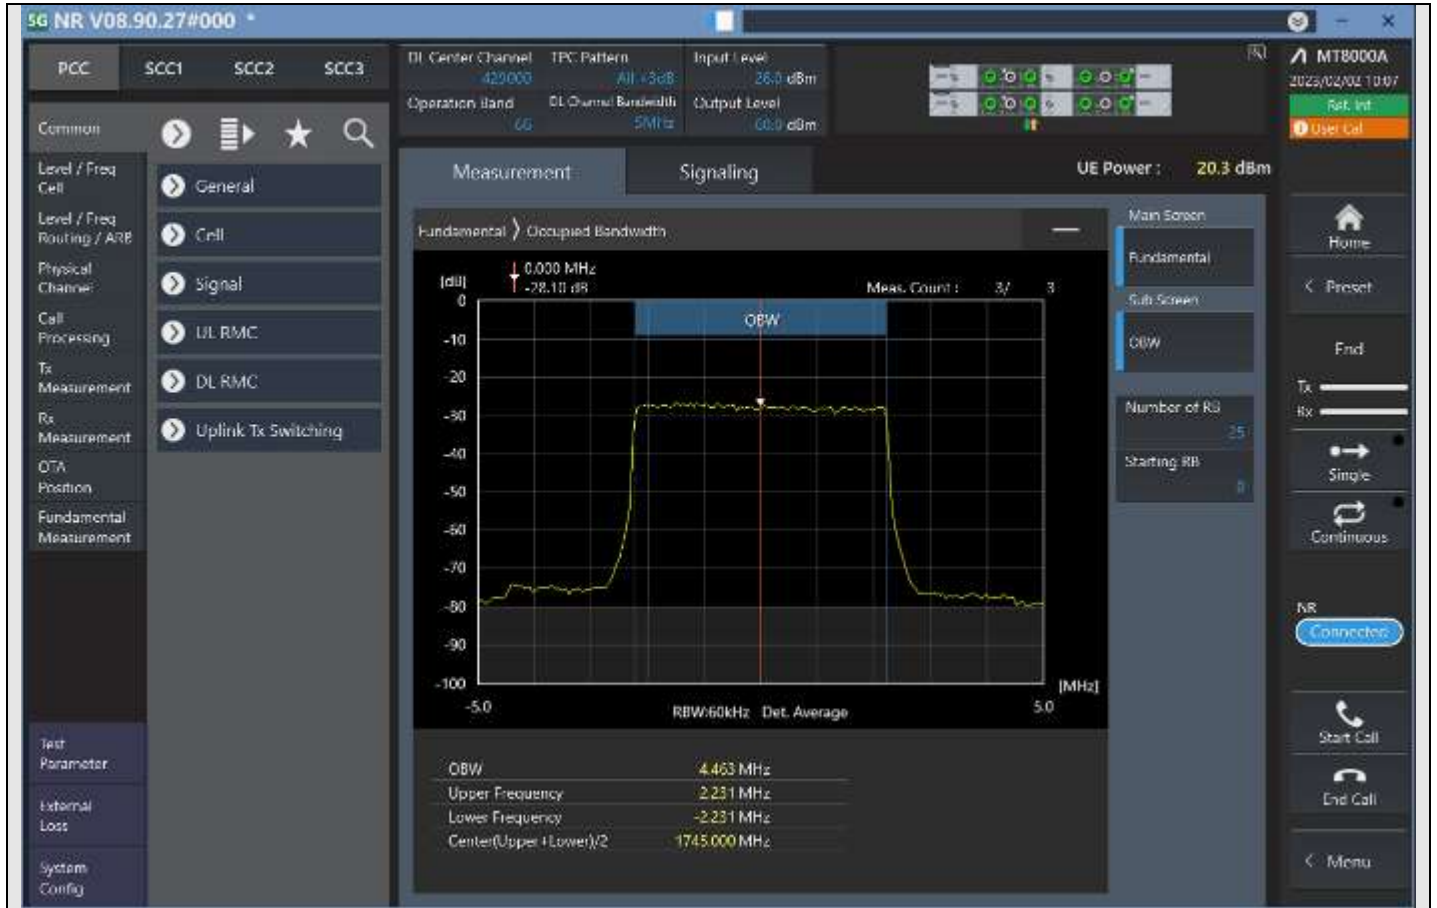 5G NR V08.90.27#000 *
PCC SCC1 SCC2 SCC3
DL Center Channel TPC Pattern Input Level
429000 All +3dB 26.0 dBm
Operation Band DL Channel Bandwidth Output Level
66 5MHz dBm
MT8000A
2023/02/02 10:07
Ref. Int
User Cal
Common
Level / Freq
Cell
Level / Freq
Routing / ARB
Physical
Channel
Call
Processing
Tx
Measurement
Rx
Measurement
OTA
Position
Fundamental
Measurement
Test
Parameter
External
Loss
System
Config
General
Cell
Signal
UL RMC
DL RMC
Uplink Tx Switching
Measurement Signaling UE Power : 20.3 dBm
Fundamental Occupied Bandwidth
[dB] 0.000 MHz
-28.10 dB Meas. Count : 3/ 3
OBW
0
-10
-20
-30
-40
-50
-60
-70
-80
-90
-100
[MHz]
-5.0 RBW:60kHz Det. Average 5.0
OBW 4.463 MHz
Upper Frequency 2.231 MHz
Lower Frequency -2.231 MHz
Center(Upper+Lower)/2 1745.000 MHz
Main Screen
Fundamental
Sub Screen
OBW
Number of RB
25
Starting RB
0
Home
< Preset
End
Tx
Rx
Single
Continuous
NR
Connected
Start Call
End Call
< Menu